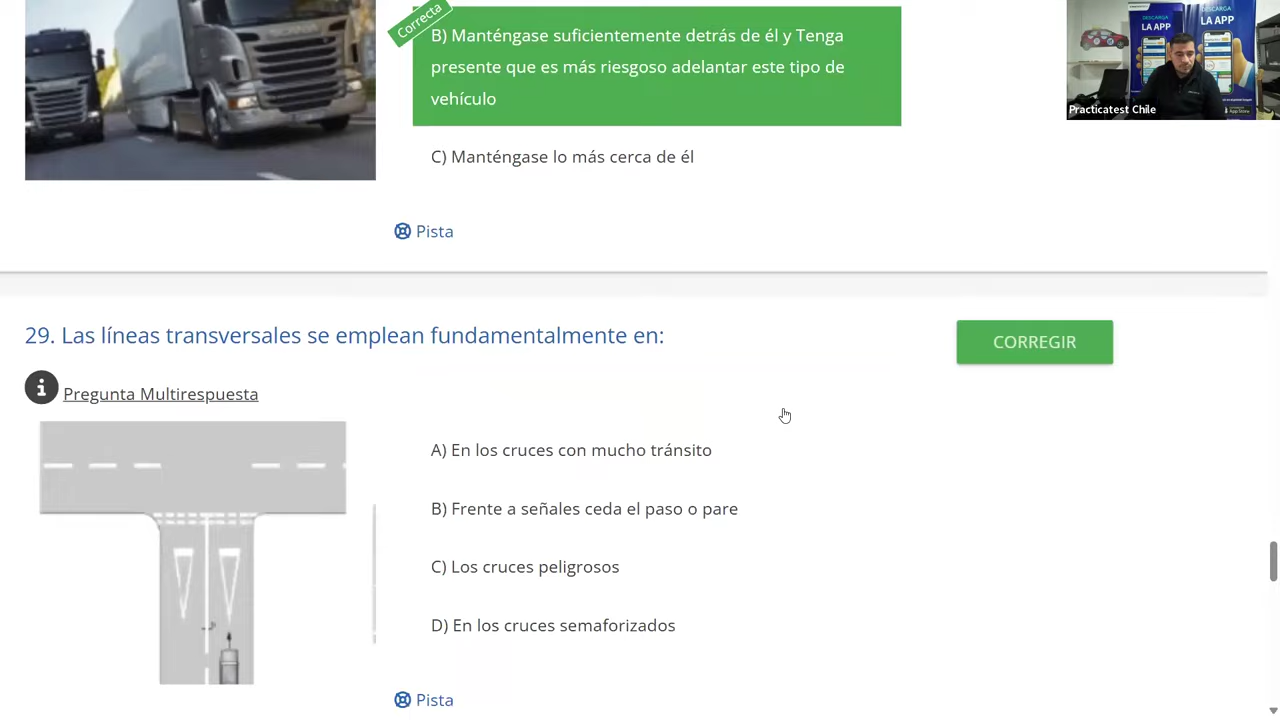 Correcta
B) Manténgase suficientemente detrás de él y Tenga
presente que es más riesgoso adelantar este tipo de
vehículo
C) Manténgase lo más cerca de él
Pista
DESCARGA
LA APP
DESCARGA
LA APP
Practicatest Chile
29. Las líneas transversales se emplean fundamentalmente en:
CORREGIR
Pregunta Multirespuesta
A) En los cruces con mucho tránsito
B) Frente a señales ceda el paso o pare
C) Los cruces peligrosos
D) En los cruces semaforizados
Pista